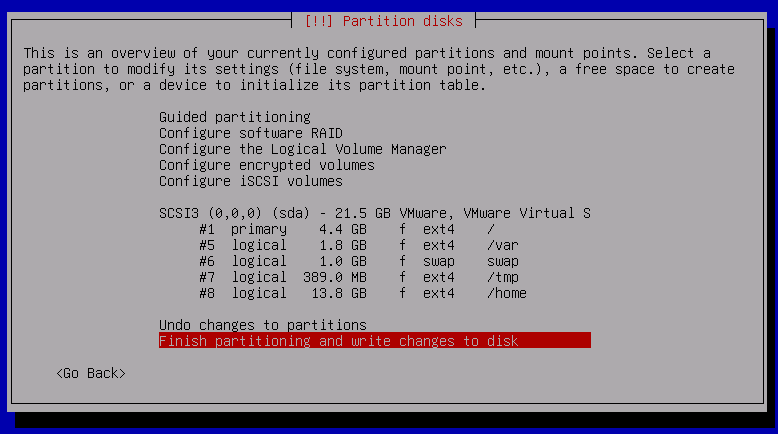 [!!] Partition disks
This is an overview of your currently configured partitions and mount points. Select a
partition to modify its settings (file system, mount point, etc.), a free space to create
partitions, or a device to initialize its partition table.
Guided partitioning
Configure software RAID
Configure the Logical Volume Manager
Configure encrypted volumes
Configure iSCSI volumes
SCSI3 (0,0,0) (sda) - 21.5 GB VMware, VMware Virtual S
#1 primary 4.4 GB f ext4 /
#5 logical 1.8 GB f ext4 /var
#6 logical 1.0 GB f swap swap
#7 logical 389.0 MB f ext4 /tmp
#8 logical 13.8 GB f ext4 /home
Undo changes to partitions
Finish partitioning and write changes to disk
<Go Back>